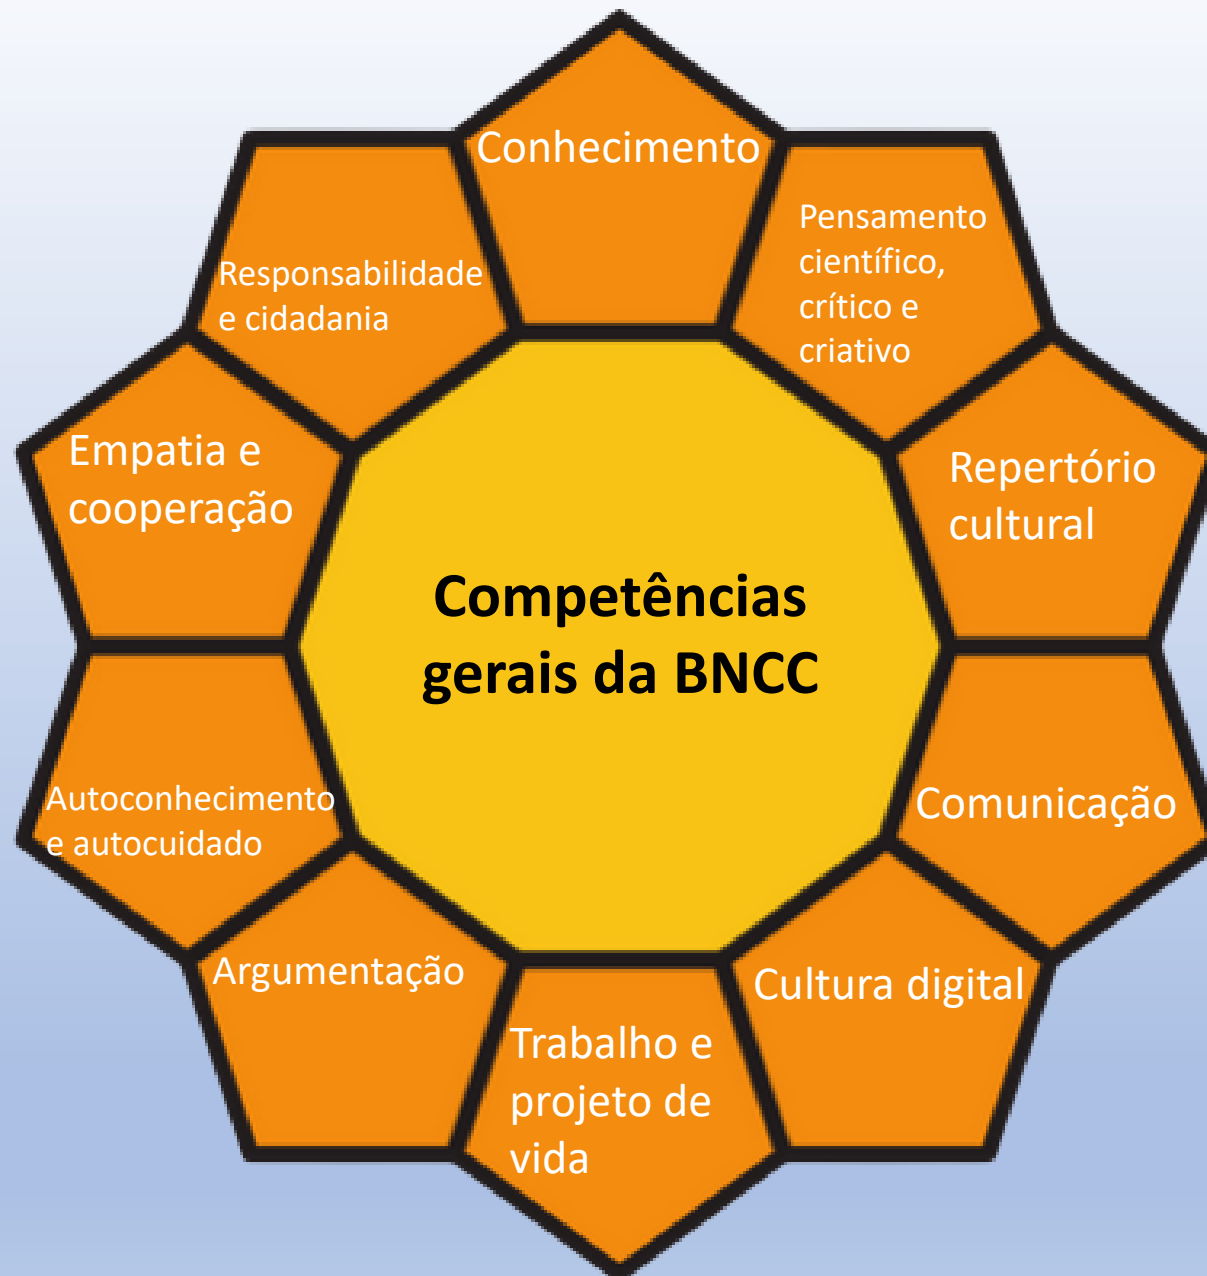 Conhecimento
Pensamento
científico,
crítico e
criativo
Repertório
cultural
Comunicação
Cultura digital
Trabalho e
projeto de
vida
Argumentação
Autoconhecimento
e autocuidado
Empatia e
cooperação
Responsabilidade
e cidadania
Competências
gerais da BNCC